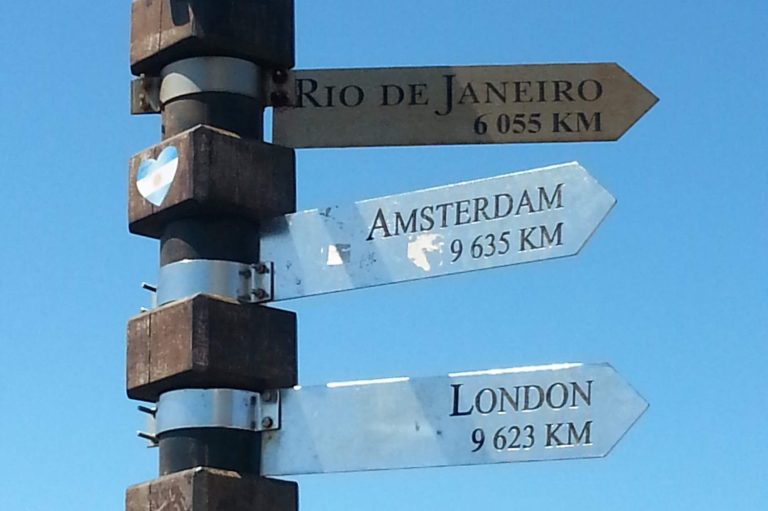 RIO DE JANEIRO
6 055 KM
AMSTERDAM
9 635 KM
LONDON
9 623 KM